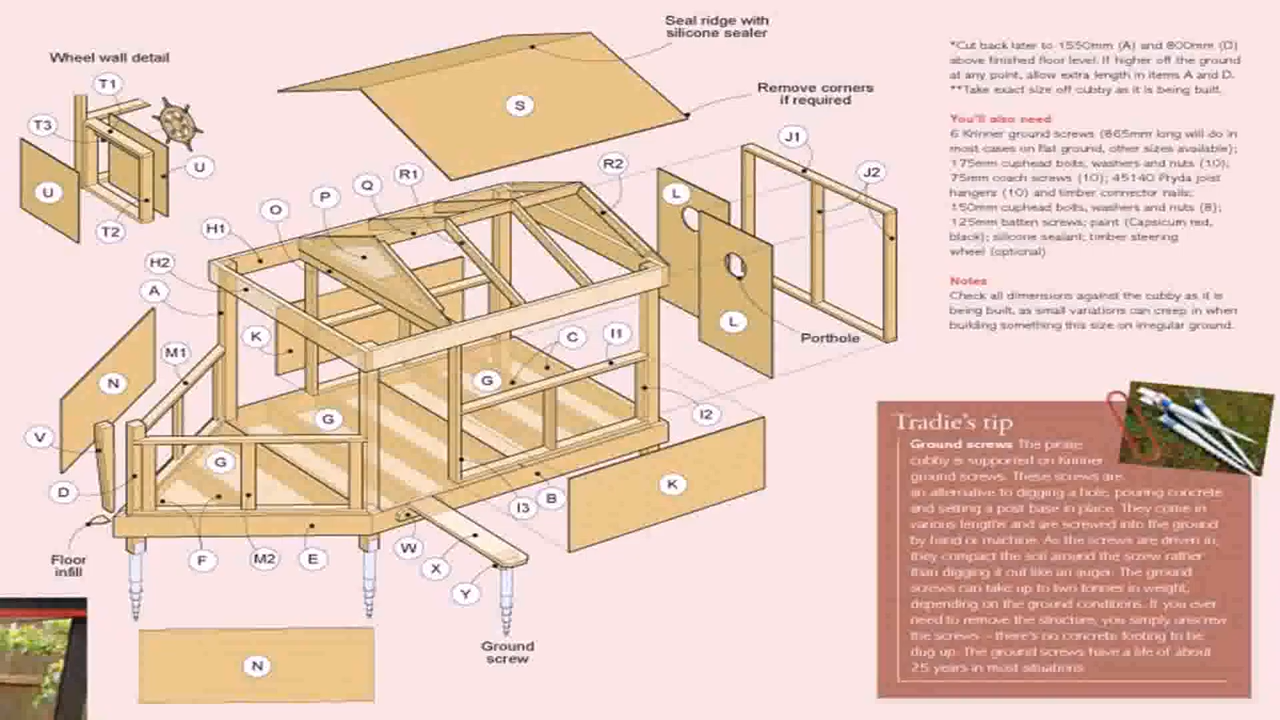 Wheel wall detail
T1
T3
U
U
T2
Seal ridge with
silicone sealer
S
Remove corners
if required
J1
J2
R2
R1
Q
P
O
H1
H2
A
L
L
Porthole
K
M1
N
C
I1
G
G
G
I2
V
D
K
B
I3
W
X
Y
F
M2
E
Floor
infill
Ground
screw
N
*Cut back later to 1550mm (A) and 800mm (D)
above finished floor level. If higher off the ground
at any point, allow extra length in items A and D.
**Take exact size off cubby as it is being built.
You'll also need
6 Krinner ground screws (865mm long will do in
most cases on flat ground, other sizes available);
175mm cuphead bolts, washers and nuts (10);
75mm coach screws (10); 45140 Pryda joist
hangers (10) and timber connector nails;
150mm cuphead bolts, washers and nuts (8);
125mm batten screws; paint (Capsicum red,
black); silicone sealant; timber steering
wheel (optional)
Notes
Check all dimensions against the cubby as it is
being built, as small variations can creep in when
building something this size on irregular ground.
Tradie's tip
Ground screws The pirate
cubby is supported on Krinner
ground screws. These screws are
an alternative to digging a hole, pouring concrete
and setting a post base in place. They come in
various lengths and are screwed into the ground
by hand or machine. As the screws are driven in,
they compact the soil around the screw rather
than digging it out like an auger. The ground
screws can take up to two tonnes in weight,
depending on the ground conditions. If you ever
need to remove the structure, you simply unscrew
the screws – there's no concrete footing to be
dug up. The ground screws have a life of about
25 years in most situations.